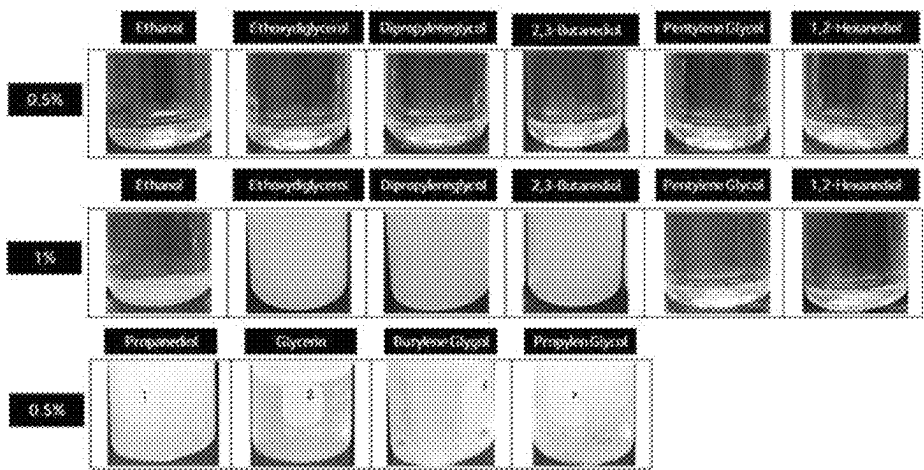 Ethanol Ethoxydiglycerol Dipropyleneglycol 2,3-Butanediol Pentylene Glycol 1,2-Hexanediol
0.5%
Ethanol Ethoxydiglycerol Dipropyleneglycol 2,3-Butanediol Pentylene Glycol 1,2-Hexanediol
1%
Propanediol Glycerin Butylene Glygol Propylen Glycol
0.5%